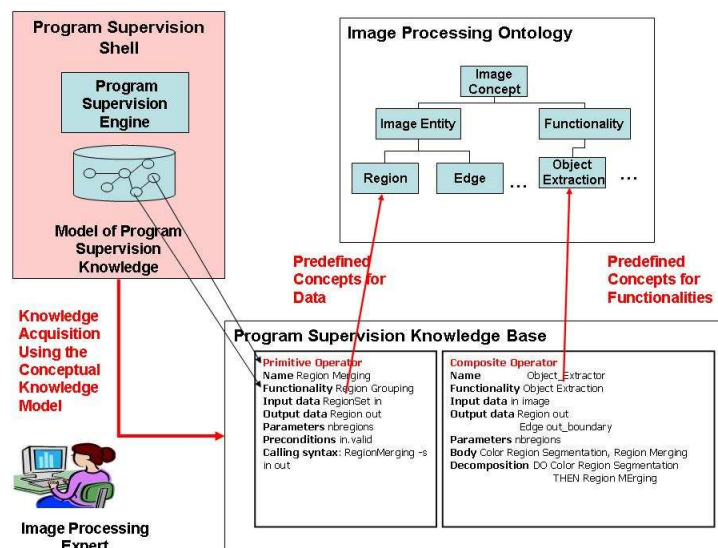 Program Supervision
Shell
Program
Supervision
Engine
Model of Program
Supervision
Knowledge
Image Processing Ontology
Image
Concept
Image Entity
Functionality
Region
Edge
...
Object
Extraction
...
Predefined
Concepts for
Data
Predefined
Concepts for
Functionalities
Knowledge
Acquisition
Using the
Conceptual
Knowledge
Model
Image Processing
Expert
Program Supervision Knowledge Base
Primitive Operator
Name Region Merging
Functionality Region Grouping
Input data RegionSet in
Output data Region out
Parameters nbregions
Preconditions in.valid
Calling syntax: RegionMerging -s
in out
Composite Operator
Name Object_Extractor
Functionality Object Extraction
Input data in image
Output data Region out
Edge out_boundary
Parameters nbregions
Body Color Region Segmentation, Region Merging
Decomposition DO Color Region Segmentation
THEN Region MErging